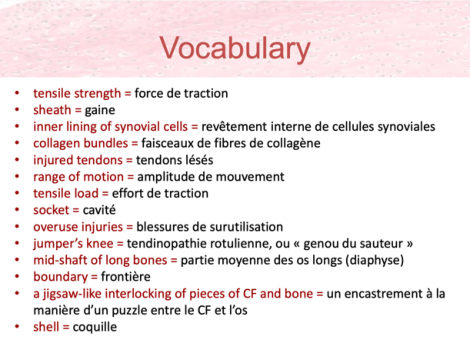 Vocabulary
• tensile strength = force de traction
• sheath = gaine
• inner lining of synovial cells = revêtement interne de cellules synoviales
• collagen bundles = faisceaux de fibres de collagène
• injured tendons = tendons lésés
• range of motion = amplitude de mouvement
• tensile load = effort de traction
• socket = cavité
• overuse injuries = blessures de surutilisation
• jumper’s knee = tendinopathie rotulienne, ou « genou du sauteur »
• mid-shaft of long bones = partie moyenne des os longs (diaphyse)
• boundary = frontière
• a jigsaw-like interlocking of pieces of CF and bone = un encastrement à la
manière d’un puzzle entre le CF et l’os
• shell = coquille